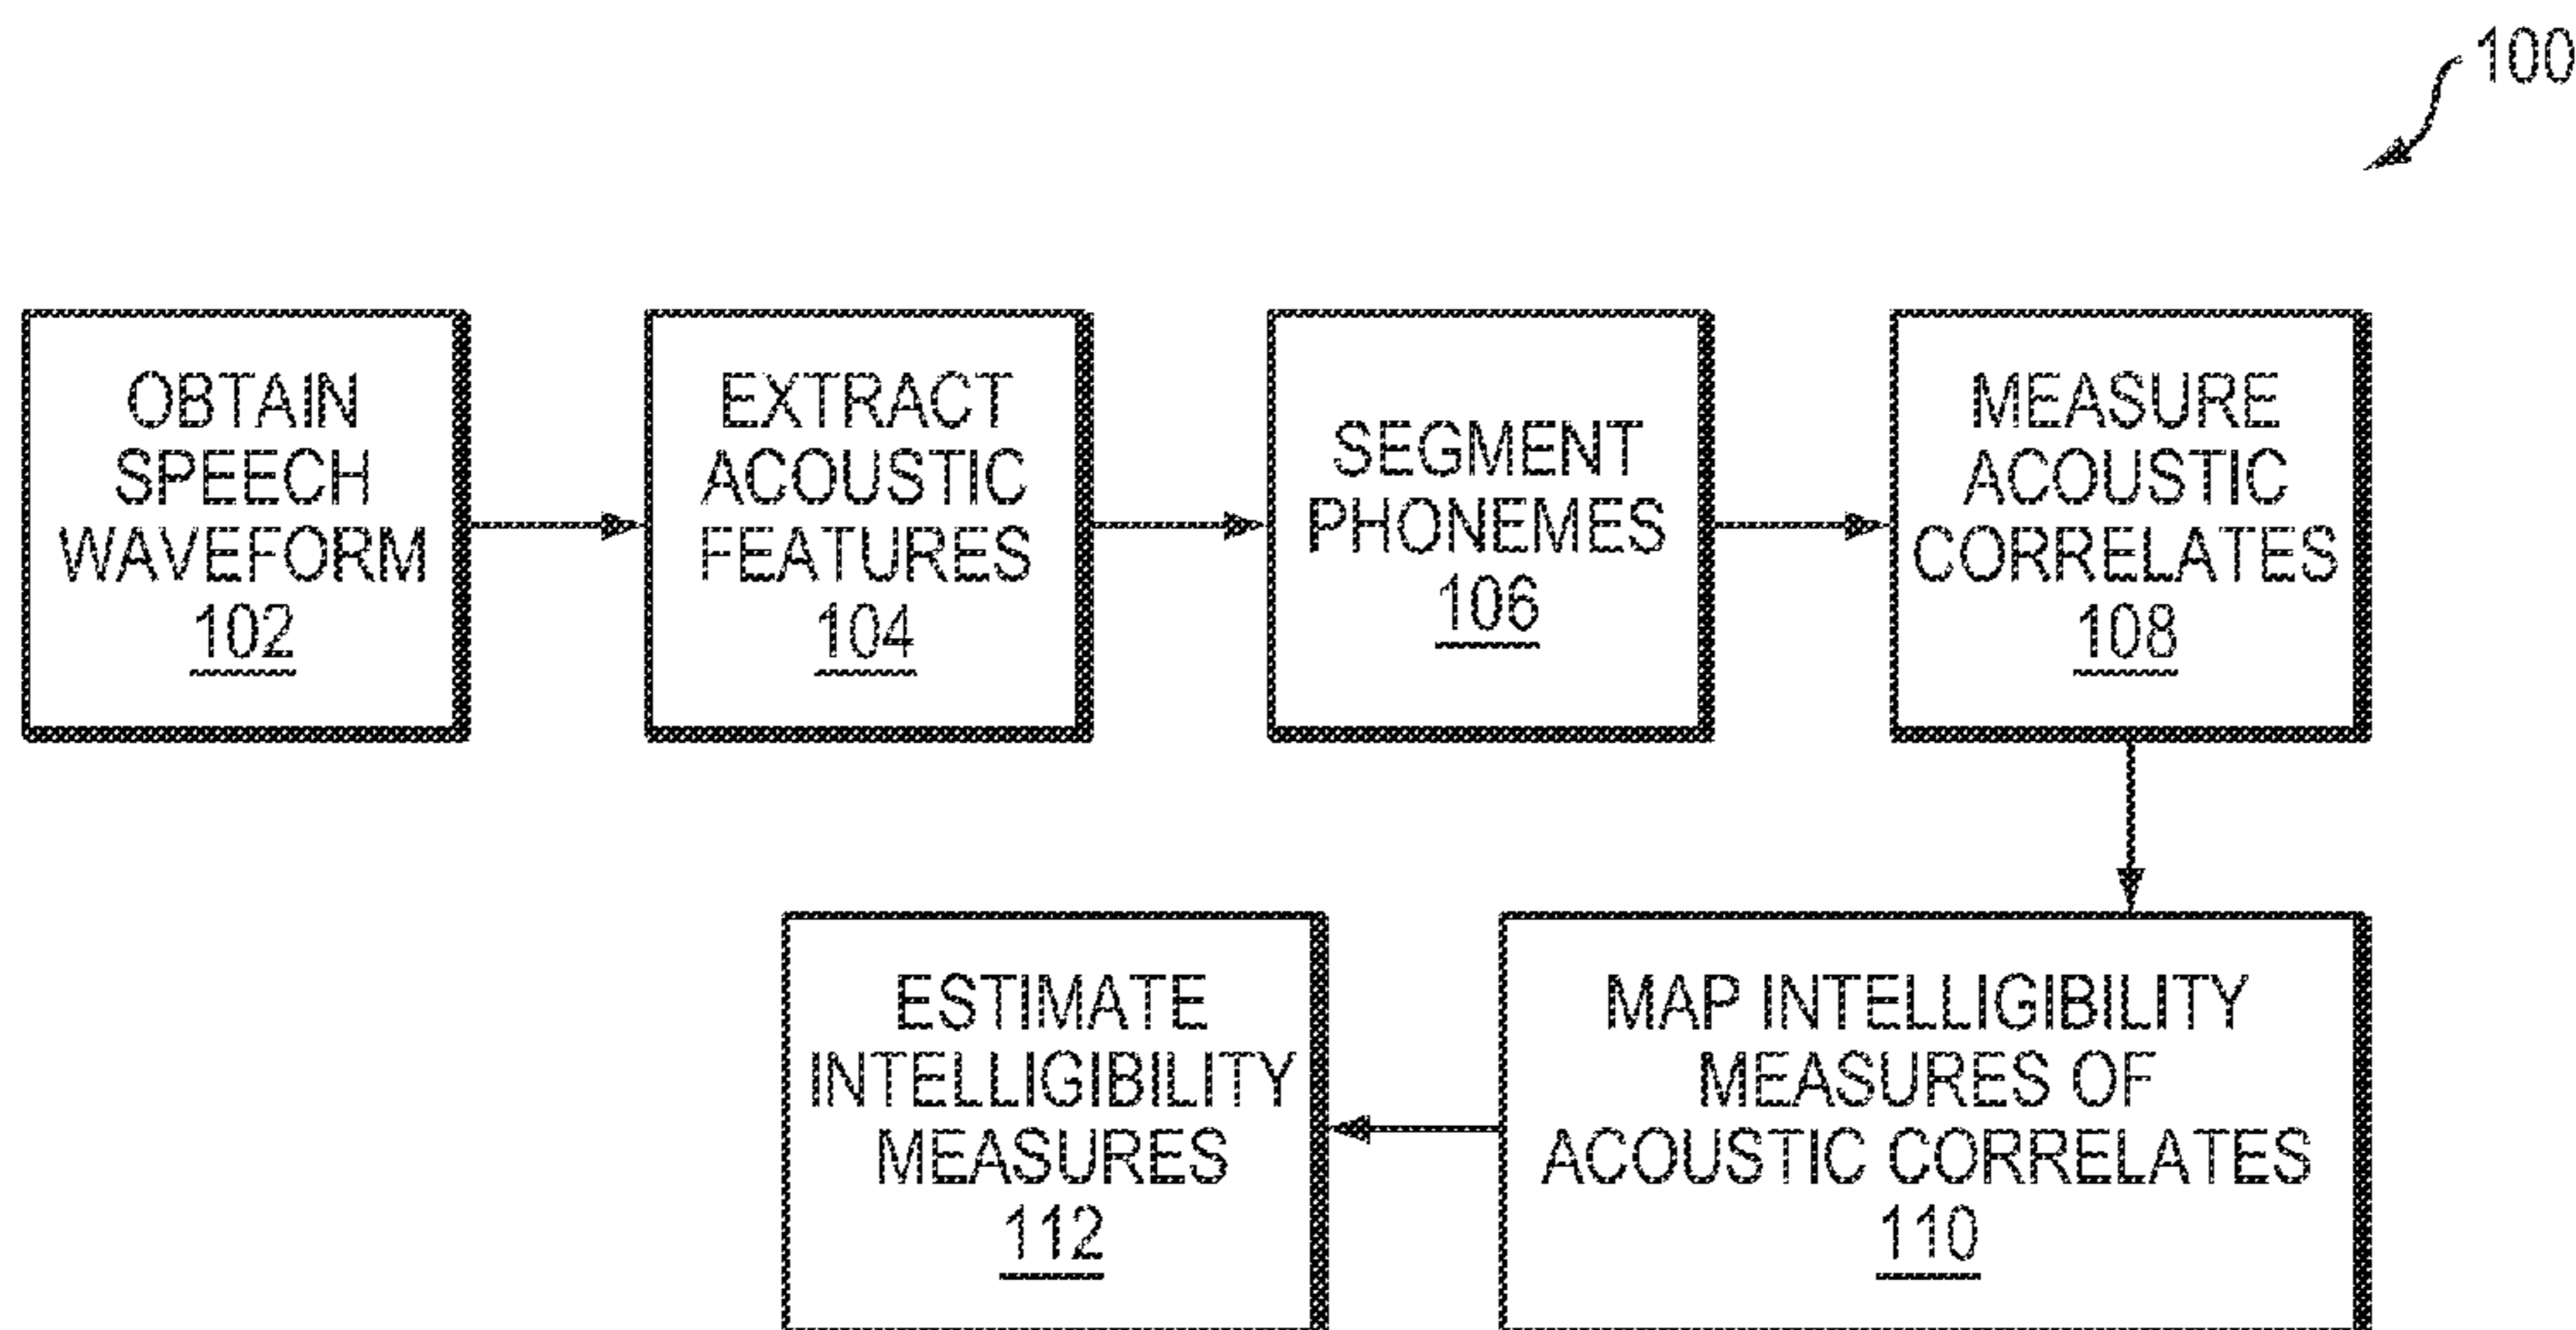 100
OBTAIN
SPEECH
WAVEFORM
102
EXTRACT
ACOUSTIC
FEATURES
104
SEGMENT
PHONEMES
106
MEASURE
ACOUSTIC
CORRELATES
108
MAP INTELLIGIBILITY
MEASURES OF
ACOUSTIC CORRELATES
110
ESTIMATE
INTELLIGIBILITY
MEASURES
112